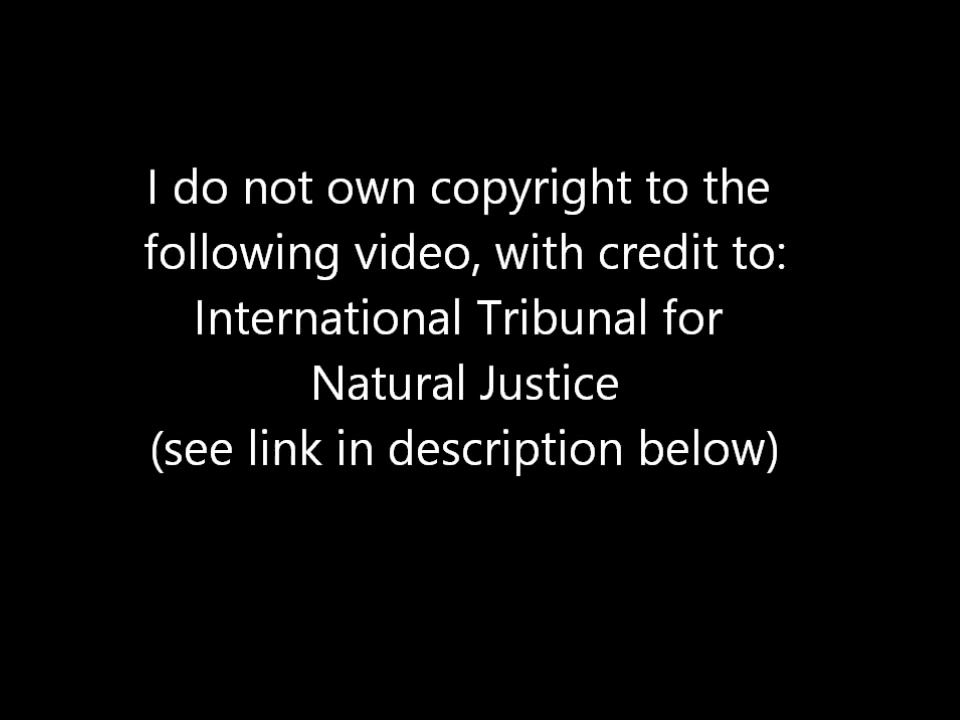 I do not own copyright to the
following video, with credit to:
International Tribunal for
Natural Justice
(see link in description below)